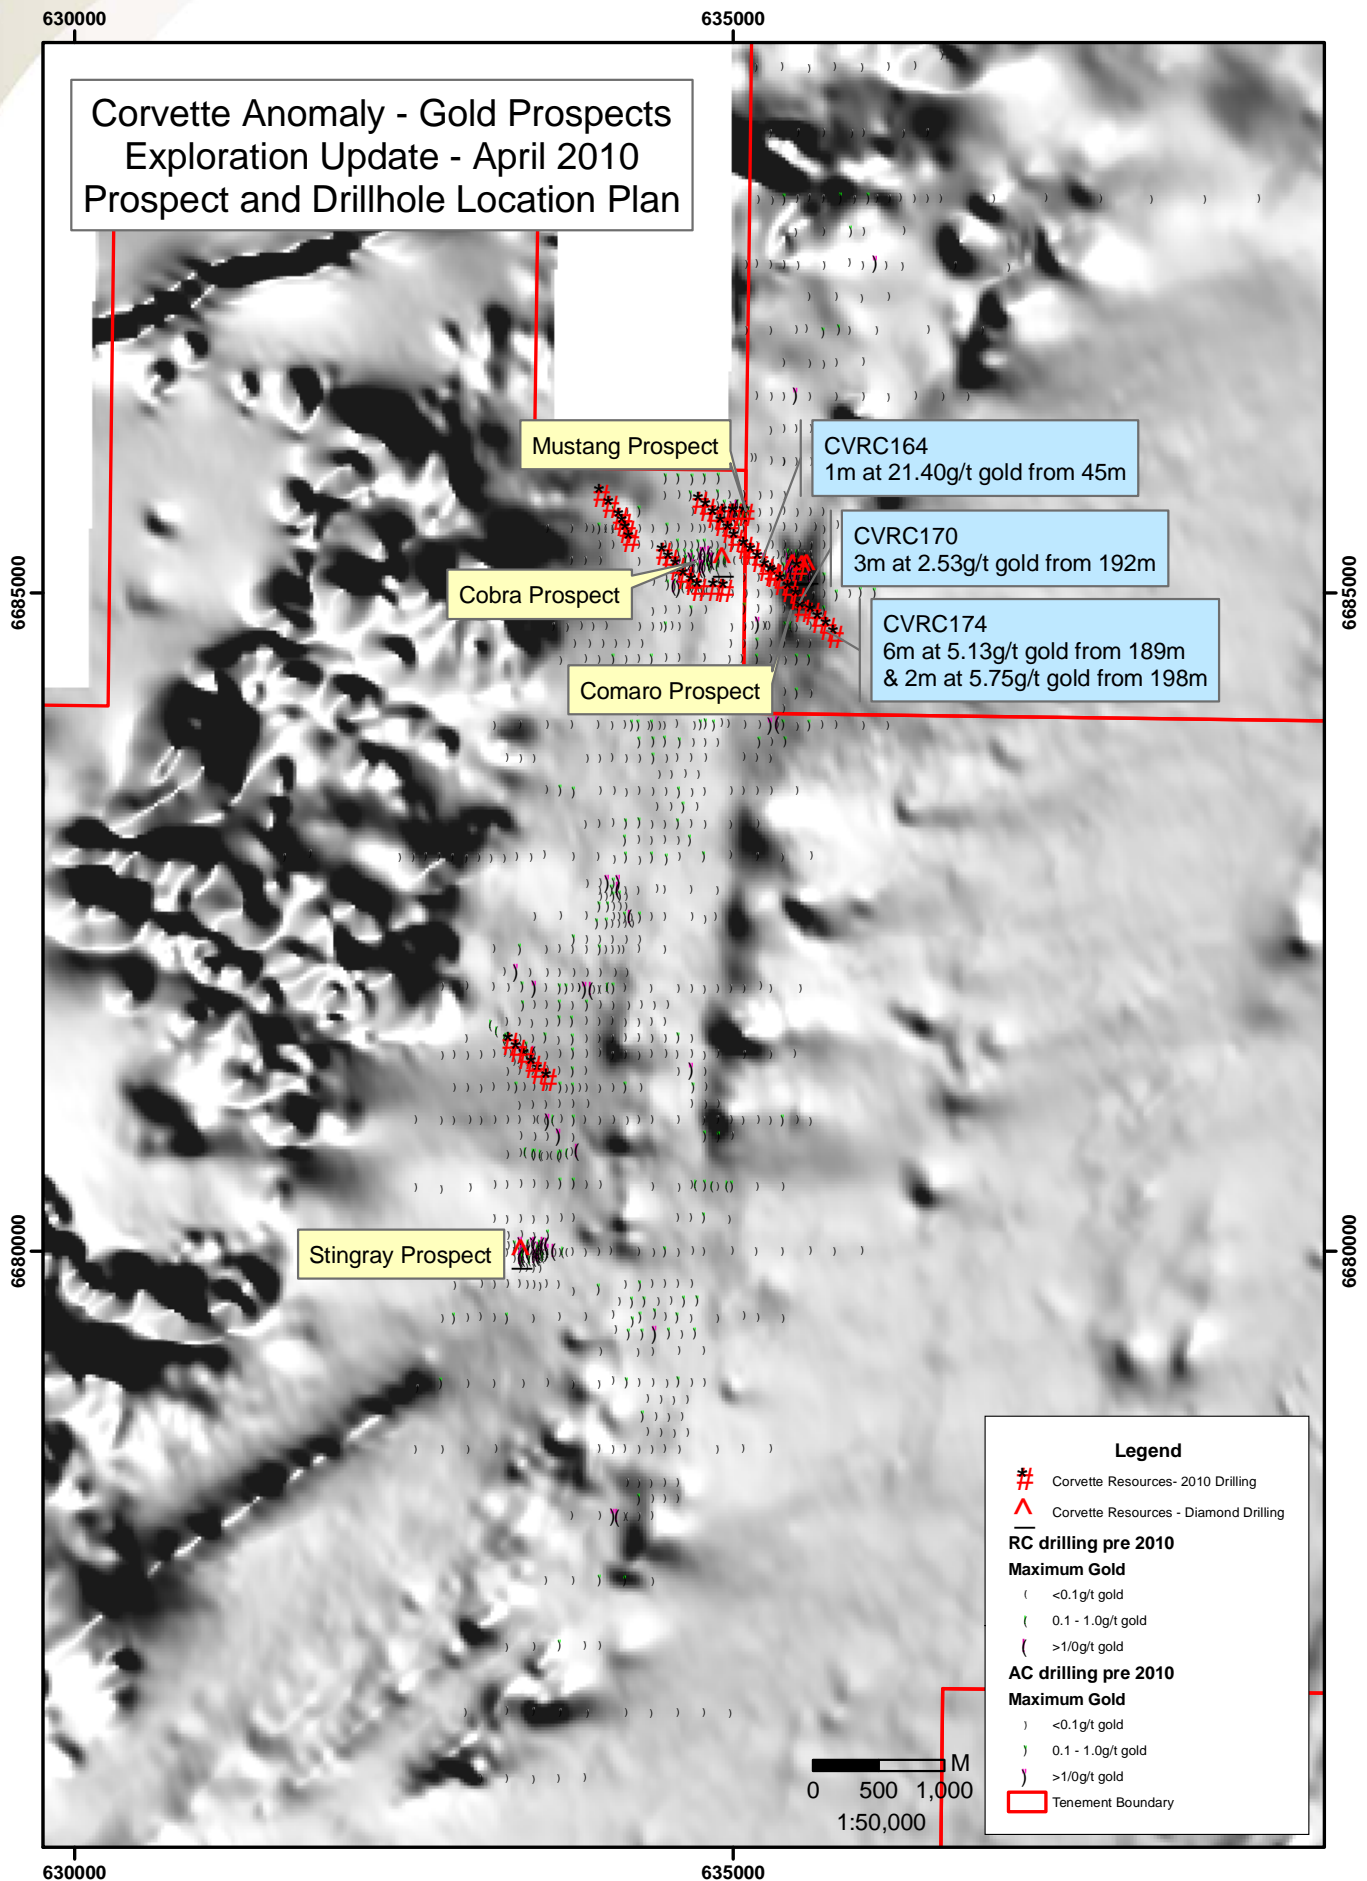 630000
635000
Corvette Anomaly - Gold Prospects
Exploration Update - April 2010
Prospect and Drillhole Location Plan
Mustang Prospect
CVRC164
1m at 21.40g/t gold from 45m
CVRC170
3m at 2.53g/t gold from 192m
Cobra Prospect
6685000
6685000
CVRC174
6m at 5.13g/t gold from 189m
& 2m at 5.75g/t gold from 198m
Comaro Prospect
Stingray Prospect
6680000
6680000
Legend
Corvette Resources- 2010 Drilling
Corvette Resources - Diamond Drilling
RC drilling pre 2010
Maximum Gold
<0.1g/t gold
0.1 - 1.0g/t gold
>1/0g/t gold
AC drilling pre 2010
Maximum Gold
<0.1g/t gold
0.1 - 1.0g/t gold
>1/0g/t gold
Tenement Boundary
M
0 500 1,000
1:50,000
630000
635000